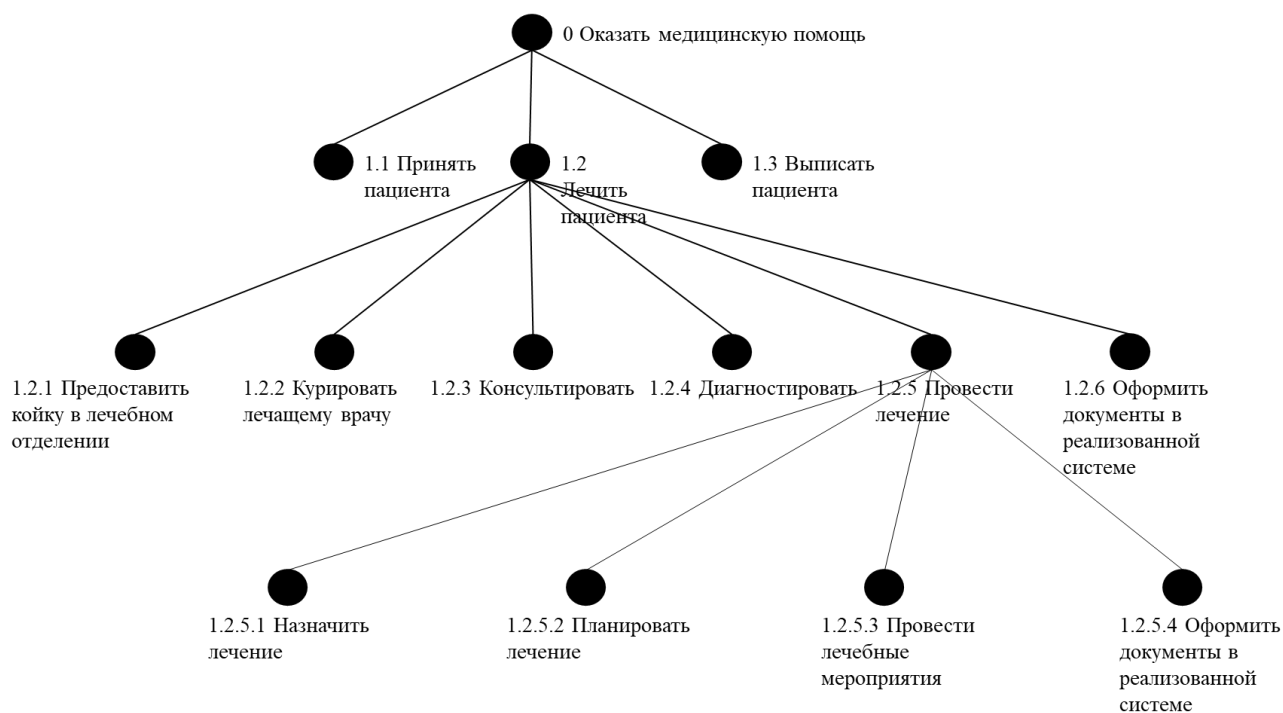 0 Оказать медицинскую помощь
1.1 Принять
пациента
1.2
Лечить
пациента
1.3 Выписать
пациента
1.2.1 Предоставить
койку в лечебном
отделении
1.2.2 Курировать
лечащему врачу
1.2.3 Консультировать
1.2.4 Диагностировать
1.2.5 Провести
лечение
1.2.6 Оформить
документы в
реализованной
системе
1.2.5.1 Назначить
лечение
1.2.5.2 Планировать
лечение
1.2.5.3 Провести
лечебные
мероприятия
1.2.5.4 Оформить
документы в
реализованной
системе